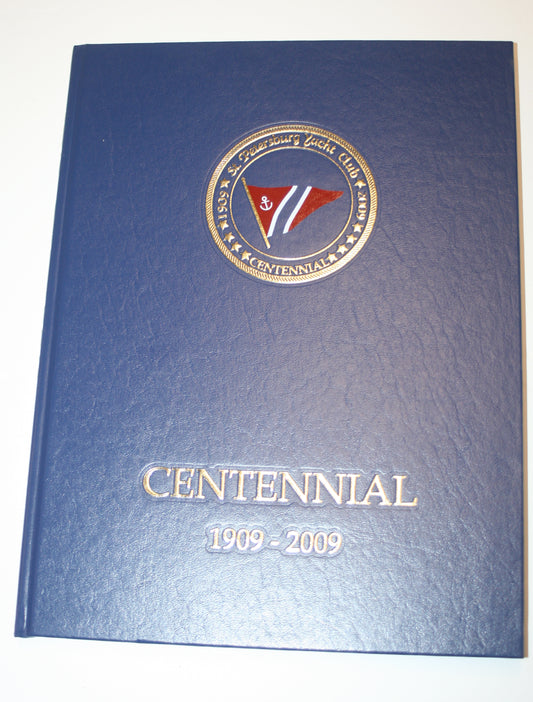 St. Petersburg Yacht Club
1909
2009
CENTENNIAL
CENTENNIAL
1909 - 2009